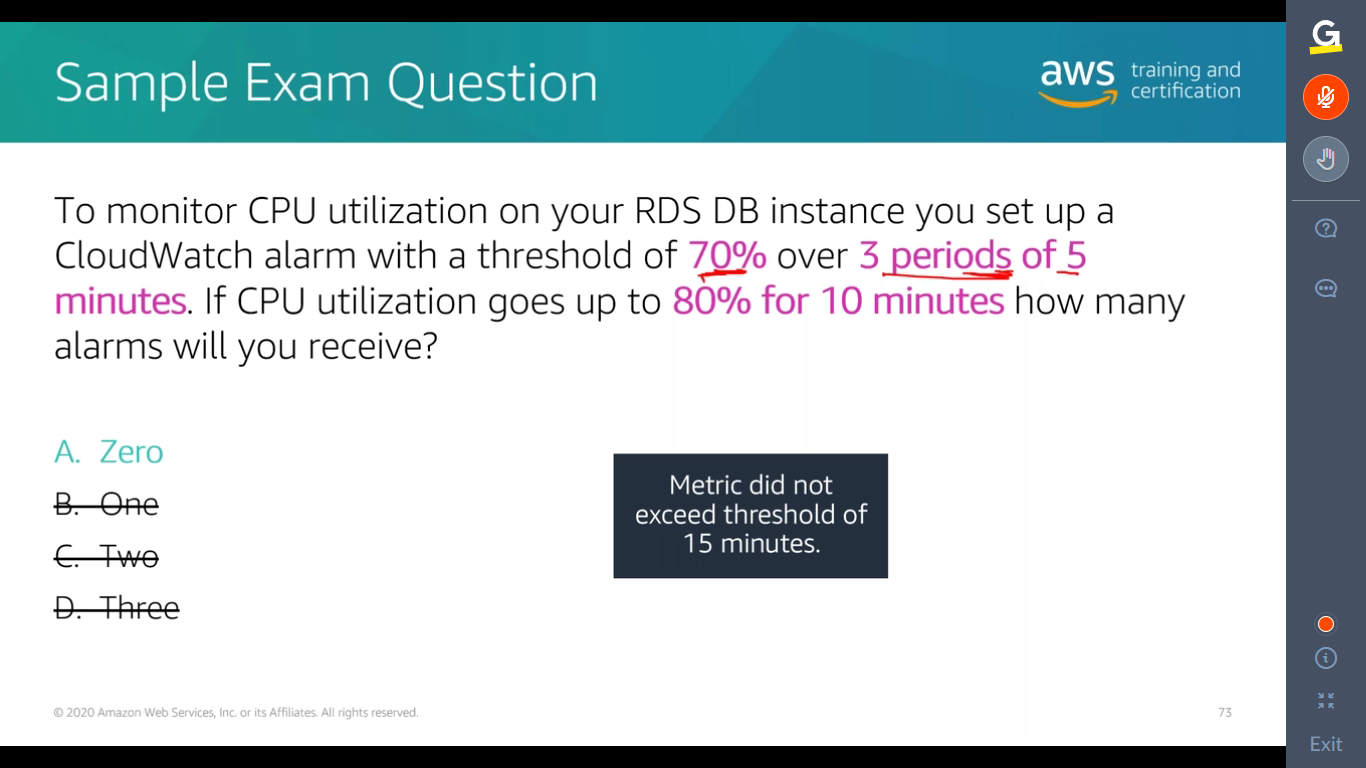 Sample Exam Question
aws training and
certification
To monitor CPU utilization on your RDS DB instance you set up a
CloudWatch alarm with a threshold of 70% over 3 periods of 5
minutes. If CPU utilization goes up to 80% for 10 minutes how many
alarms will you receive?
A. Zero
B. One
C. Two
D. Three
Metric did not
exceed threshold of
15 minutes.
© 2020 Amazon Web Services, Inc. or its Affiliates. All rights reserved.
73
G
Exit